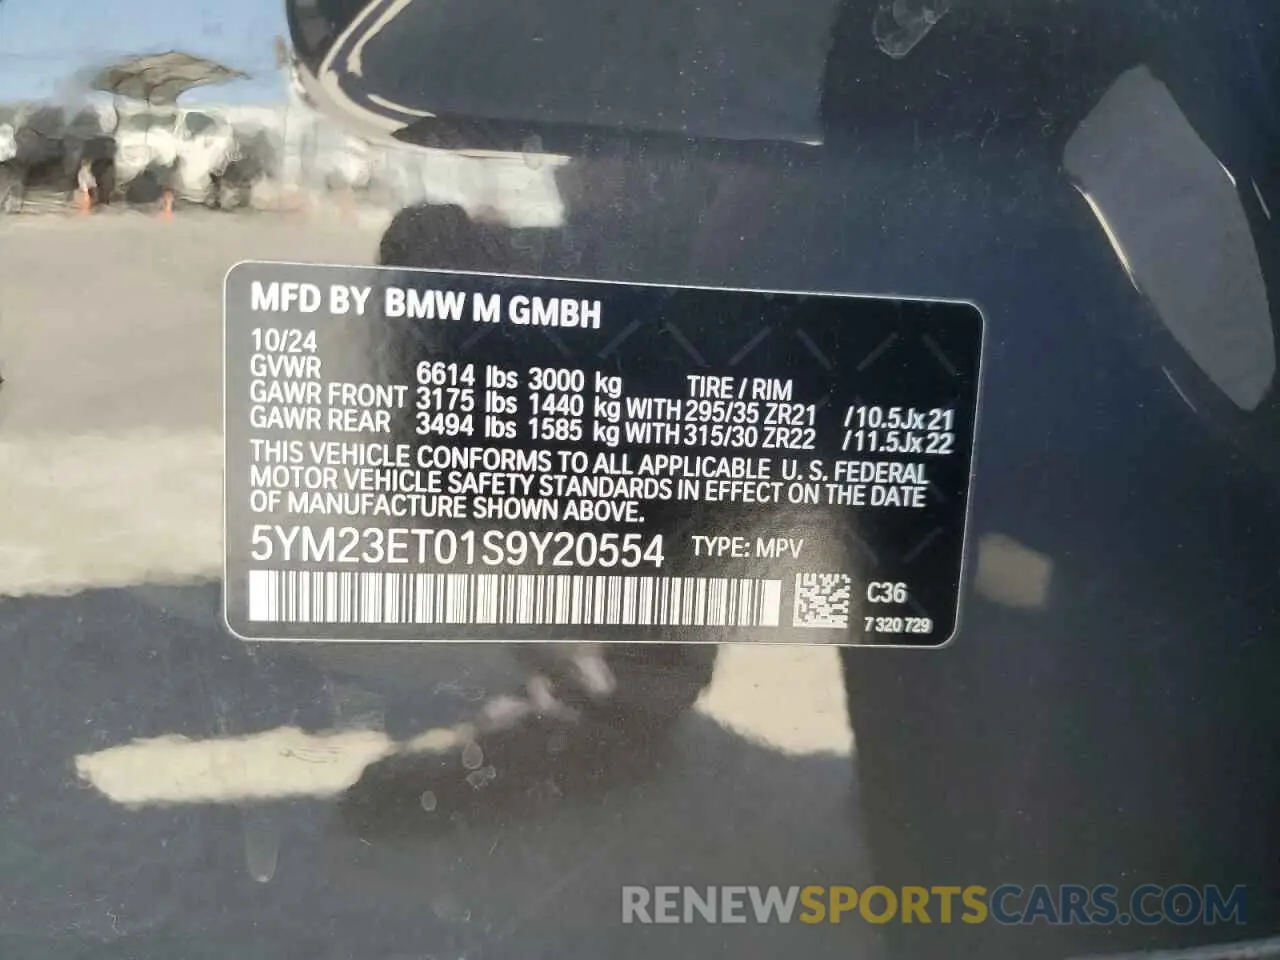 MFD BY BMW M GMBH
10/24
GVWR 6614 lbs 3000 kg TIRE / RIM
GAWR FRONT 3175 lbs 1440 kg WITH 295/35 ZR21 /10.5Jx21
GAWR REAR 3494 lbs 1585 kg WITH 315/30 ZR22 /11.5Jx22
THIS VEHICLE CONFORMS TO ALL APPLICABLE U. S. FEDERAL
MOTOR VEHICLE SAFETY STANDARDS IN EFFECT ON THE DATE
OF MANUFACTURE SHOWN ABOVE.
5YM23ET01S9Y20554 TYPE: MPV
C36
7 320 729
RENEWSPORTSCARS.COM